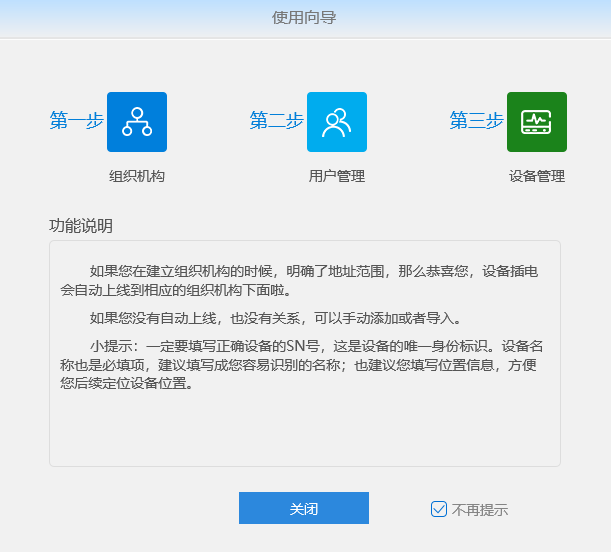 使用向导
第一步 第二步 第三步
组织机构 用户管理 设备管理
功能说明
如果您在建立组织机构的时候，明确了地址范围，那么恭喜您，设备插电
会自动上线到相应的组织机构下面啦。
如果您没有自动上线，也没有关系，可以手动添加或者导入。
小提示：一定要填写正确设备的SN号，这是设备的唯一身份标识。设备名
称也是必填项，建议填写成您容易识别的名称；也建议您填写位置信息，方便
您后续定位设备位置。
关闭 不再提示